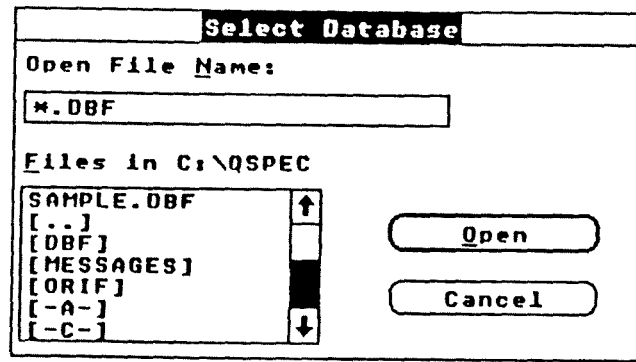 Select Database
Open File Name:
*.DBF
Files in C:\QSPEC
SAMPLE.DBF
[..]
[DBF]
[MESSAGES]
[ORIF]
[-A-]
[-C-]
Open
Cancel